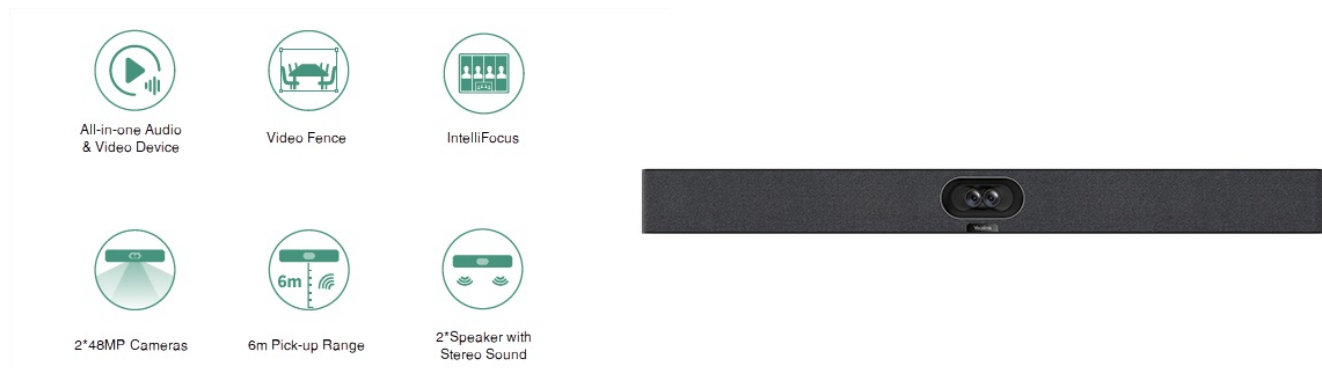 All-in-one Audio
& Video Device
Video Fence
IntelliFocus
6m
2*48MP Cameras
6m Pick-up Range
2*Speaker with
Stereo Sound